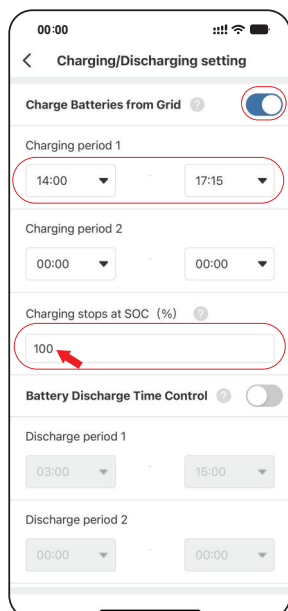 00:00
Charging/Discharging setting
Charge Batteries from Grid ?
Charging period 1
14:00 - 17:15
Charging period 2
00:00 - 00:00
Charging stops at SOC (%) ?
100
Battery Discharge Time Control ?
Discharge period 1
03:00 - 15:00
Discharge period 2
00:00 - 00:00